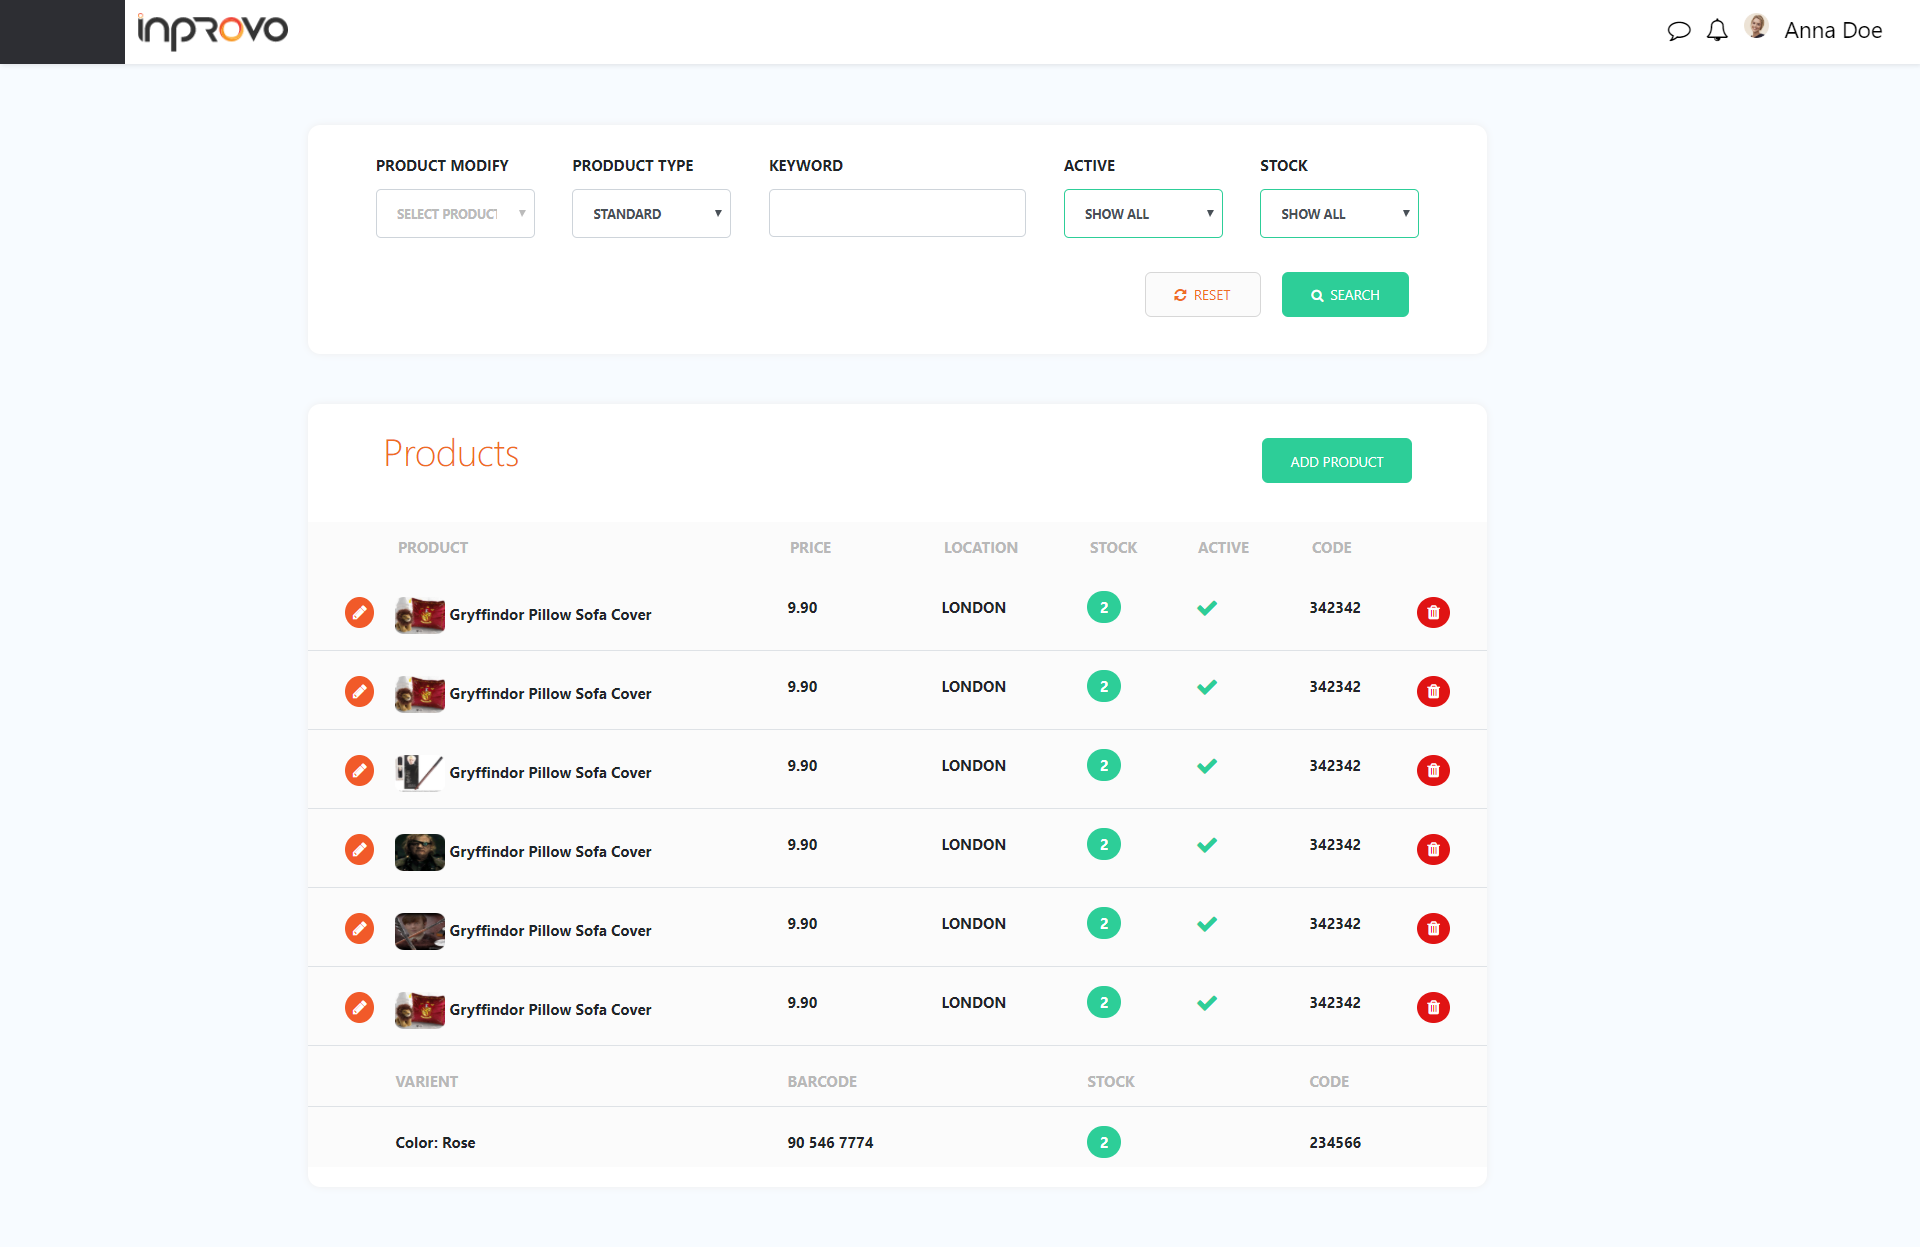 inprovo
Anna Doe
PRODUCT MODIFY PRODDUCT TYPE KEYWORD ACTIVE STOCK
SELECT PRODUCT STANDARD SHOW ALL SHOW ALL
RESET SEARCH
Products
ADD PRODUCT
PRODUCT PRICE LOCATION STOCK ACTIVE CODE
Gryffindor Pillow Sofa Cover 9.90 LONDON 2 342342
Gryffindor Pillow Sofa Cover 9.90 LONDON 2 342342
Gryffindor Pillow Sofa Cover 9.90 LONDON 2 342342
Gryffindor Pillow Sofa Cover 9.90 LONDON 2 342342
Gryffindor Pillow Sofa Cover 9.90 LONDON 2 342342
Gryffindor Pillow Sofa Cover 9.90 LONDON 2 342342
VARIENT BARCODE STOCK CODE
Color: Rose 90 546 7774 2 234566